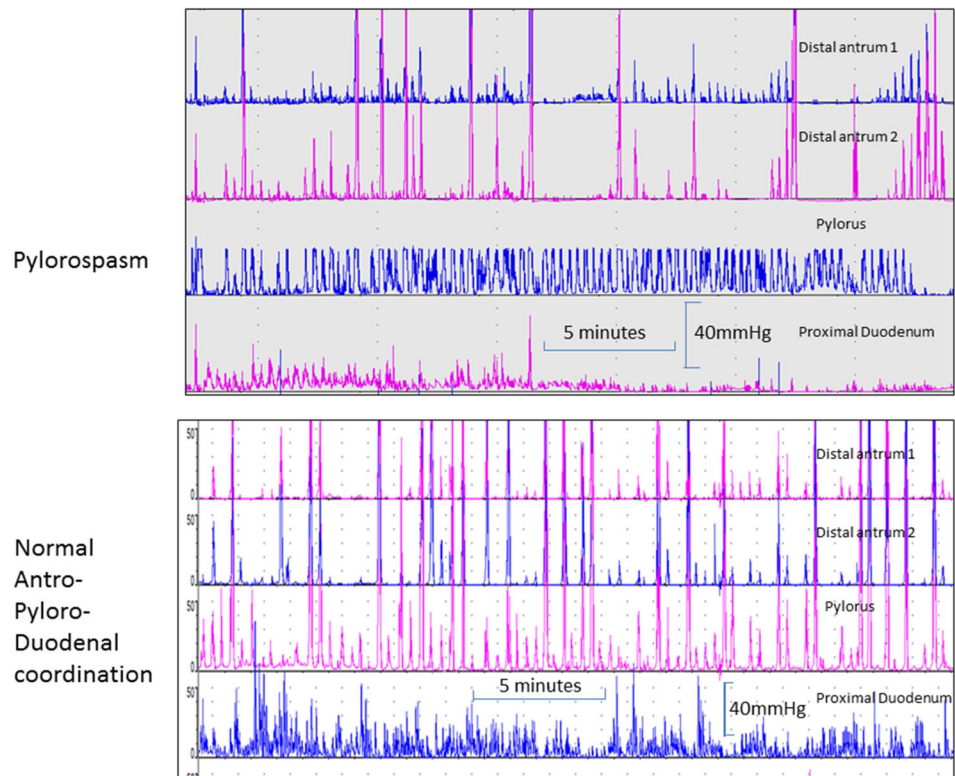 Pylorospasm
Distal antrum 1
Distal antrum 2
Pylorus
5 minutes
40mmHg
Proximal Duodenum
Normal
Antro-
Pyloro-
Duodenal
coordination
50
0
Distal antrum 1
50
0
Distal antrum 2
50
0
Pylorus
50
0
5 minutes
40mmHg
Proximal Duodenum